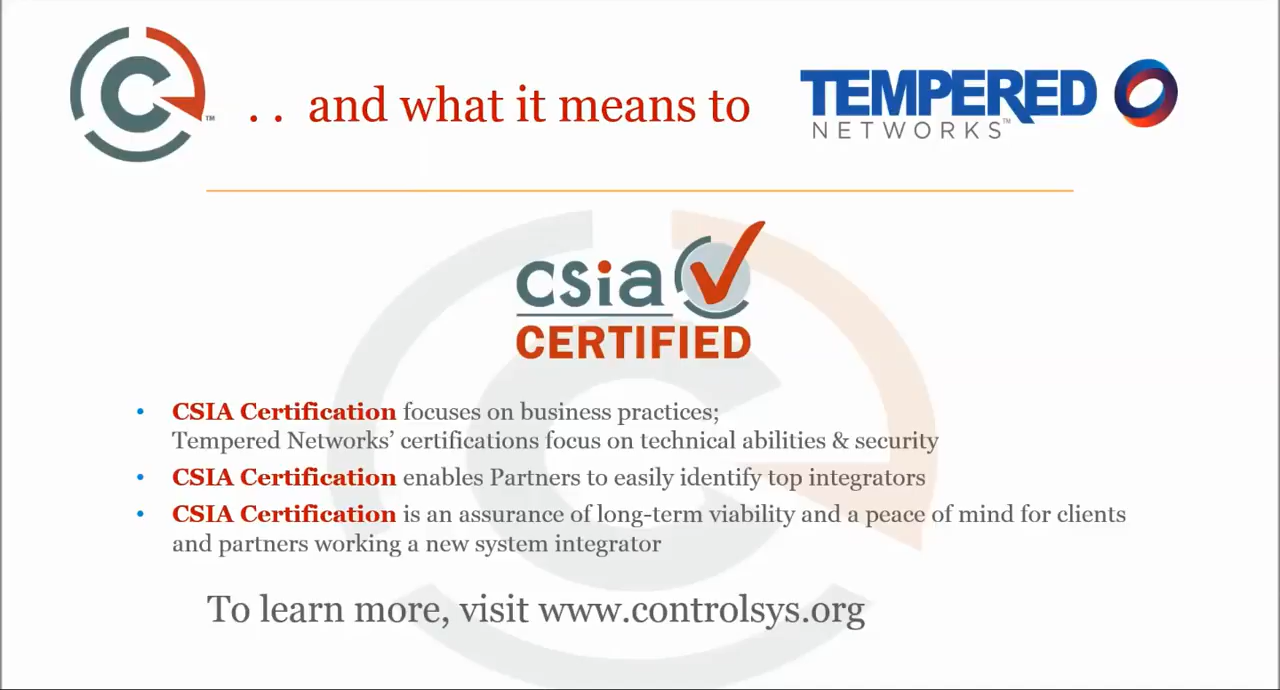 . . and what it means to
TEMPERED
NETWORKS™
csia
CERTIFIED
• CSIA Certification focuses on business practices;
Tempered Networks’ certifications focus on technical abilities & security
• CSIA Certification enables Partners to easily identify top integrators
• CSIA Certification is an assurance of long-term viability and a peace of mind for clients
and partners working a new system integrator
To learn more, visit www.controlsys.org